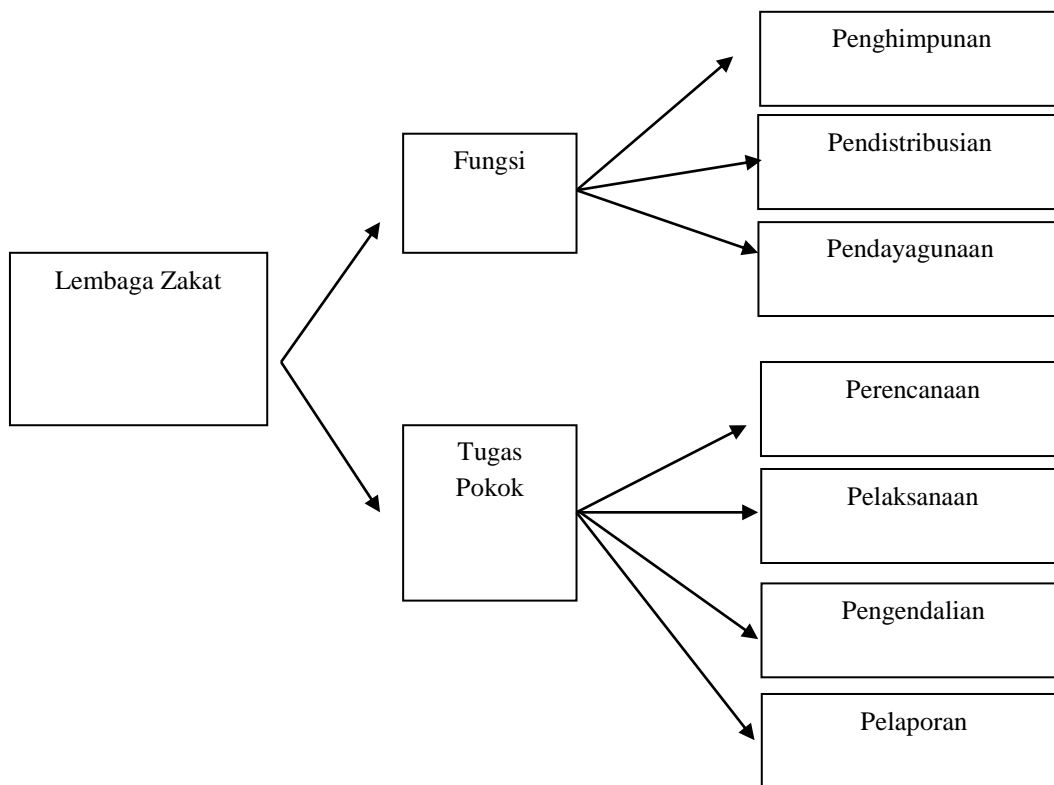 Lembaga Zakat
Fungsi
Penghimpunan
Pendistribusian
Pendayagunaan
Tugas
Pokok
Perencanaan
Pelaksanaan
Pengendalian
Pelaporan